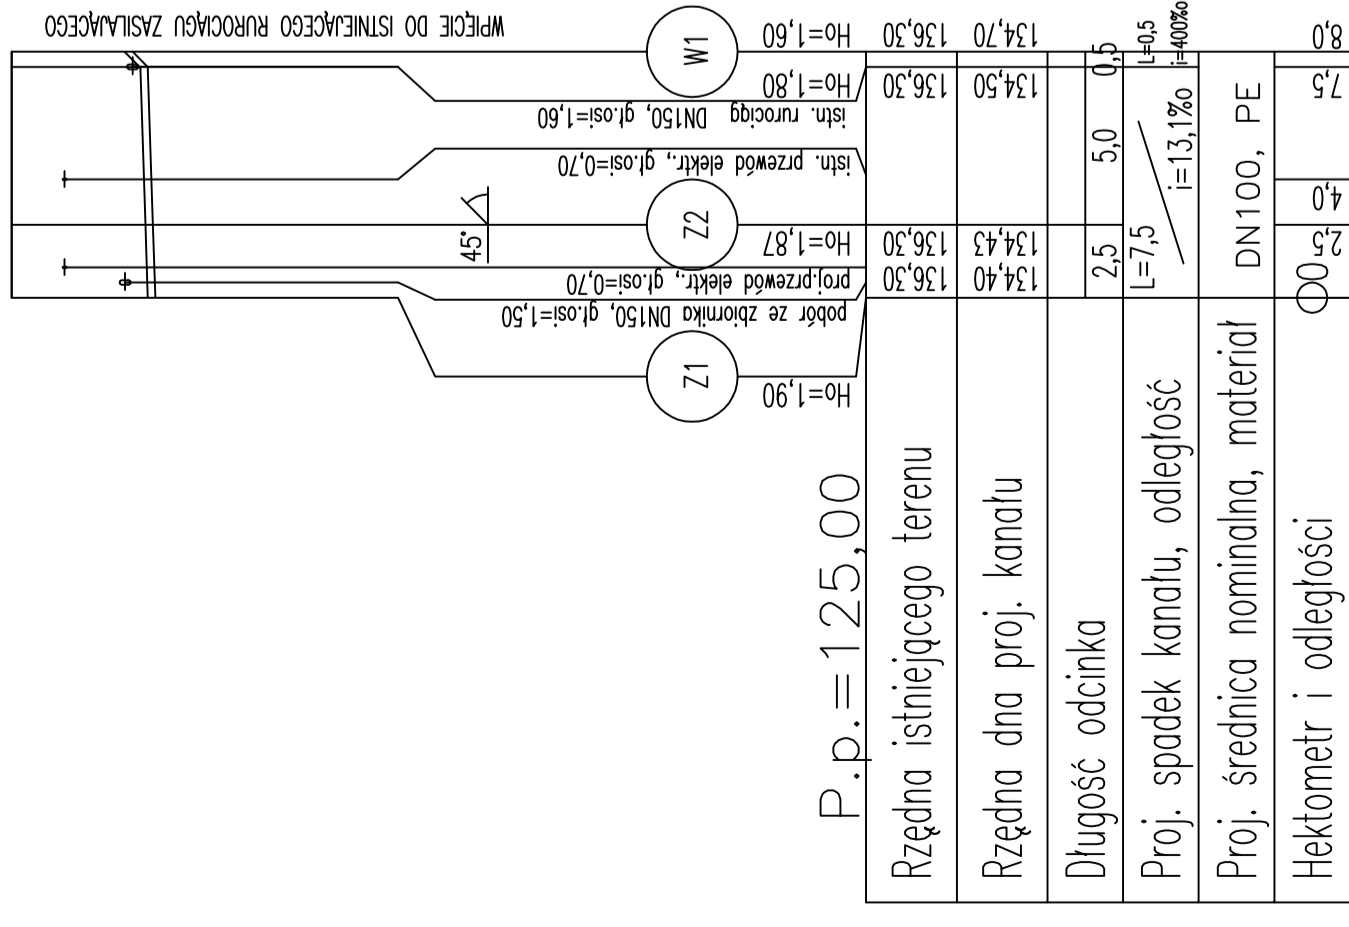 WPIĘCIE DO ISTNIEJĄCEGO RUROCIĄGU ZASILAJĄCEGO
W1
Ho=1,60
Ho=1,80
istn. rurociąg DN150, gł.osi=1,60
istn. przewód elektr., gł.osi=0,70
45°
Z2
Ho=1,87
proj.przewód elektr., gł.osi=0,70
pobór ze zbiornika DN150, gł.osi=1,50
Z1
Ho=1,90
P.p.=125,00
Rzędna istniejącego terenu
136,30
136,30
136,30
136,30
Rzędna dna proj. kanału
134,40
134,43
134,50
134,70
Długość odcinka
2,5
5,0
0,5
Proj. spadek kanału, odległość
L=7,5
i=13,1‰
L=0,5
i=400‰
Proj. średnica nominalna, materiał
DN100, PE
Hektometr i odległości
00
2,5
4,0
7,5
8,0